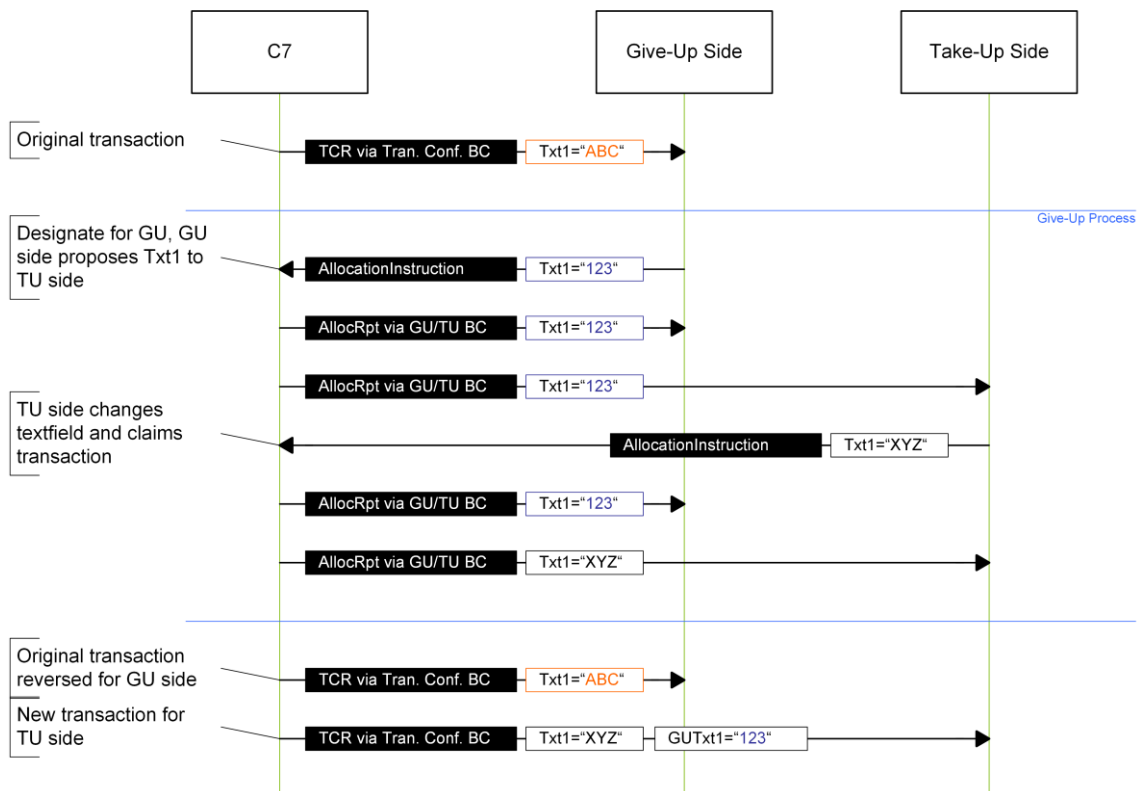 C7
Give-Up Side
Take-Up Side
Original transaction
TCR via Tran. Conf. BC
Txt1=“ABC“
Give-Up Process
Designate for GU, GU
side proposes Txt1 to
TU side
AllocationInstruction
Txt1=“123“
AllocRpt via GU/TU BC
Txt1=“123“
AllocRpt via GU/TU BC
Txt1=“123“
TU side changes
textfield and claims
transaction
AllocationInstruction
Txt1=“XYZ“
AllocRpt via GU/TU BC
Txt1=“123“
AllocRpt via GU/TU BC
Txt1=“XYZ“
Original transaction
reversed for GU side
TCR via Tran. Conf. BC
Txt1=“ABC“
New transaction for
TU side
TCR via Tran. Conf. BC
Txt1=“XYZ“
GUTxt1=“123“